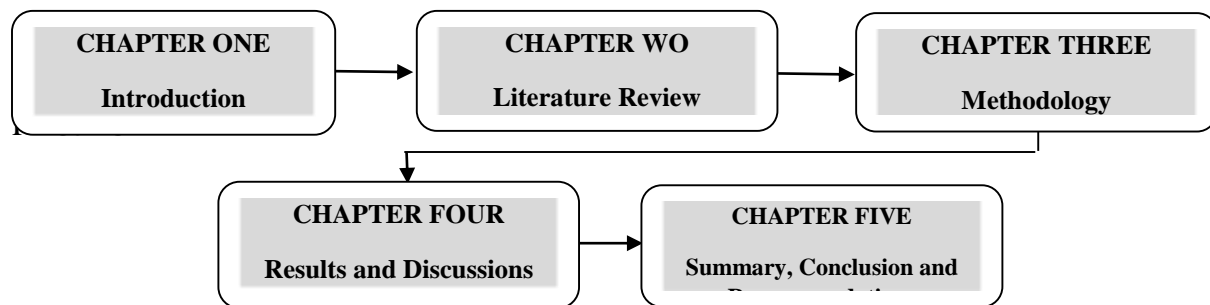 CHAPTER ONE
Introduction
CHAPTER WO
Literature Review
CHAPTER THREE
Methodology
CHAPTER FOUR
Results and Discussions
CHAPTER FIVE
Summary, Conclusion and